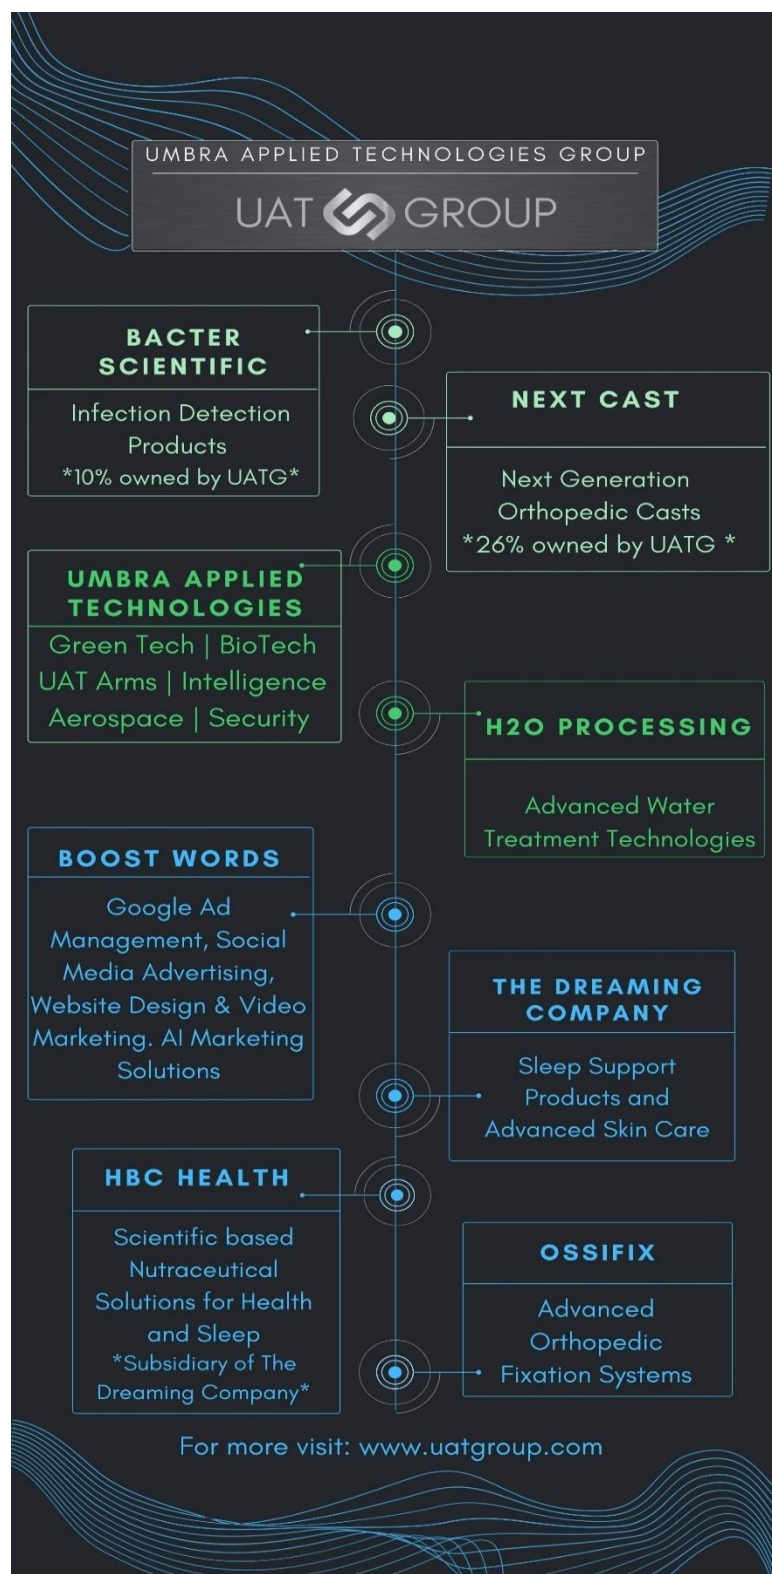 UMBRA APPLIED TECHNOLOGIES GROUP
UAT GROUP
BACTER
SCIENTIFIC
Infection Detection
Products
*10% owned by UATG*
NEXT CAST
Next Generation
Orthopedic Casts
*26% owned by UATG *
UMBRA APPLIED
TECHNOLOGIES
Green Tech | BioTech
UAT Arms | Intelligence
Aerospace | Security
H2O PROCESSING
Advanced Water
Treatment Technologies
BOOST WORDS
Google Ad
Management, Social
Media Advertising,
Website Design & Video
Marketing. AI Marketing
Solutions
THE DREAMING
COMPANY
Sleep Support
Products and
Advanced Skin Care
HBC HEALTH
Scientific based
Nutraceutical
Solutions for Health
and Sleep
*Subsidiary of The
Dreaming Company*
OSSIFIX
Advanced
Orthopedic
Fixation Systems
For more visit: www.uatgroup.com